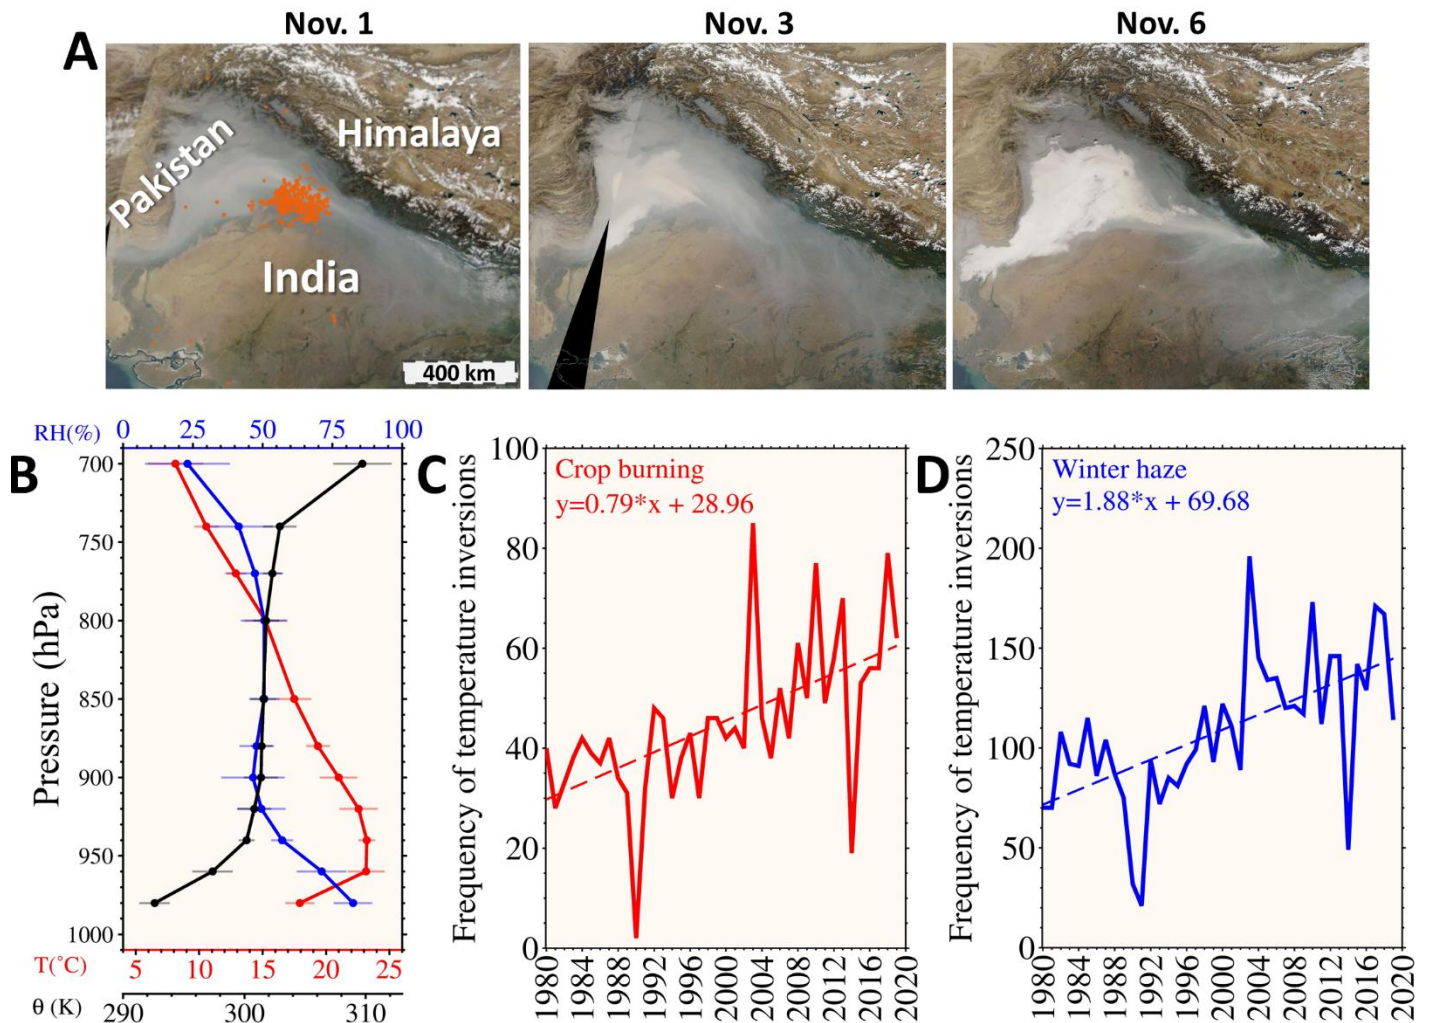 A
Nov. 1
Nov. 3
Nov. 6
Pakistan
Himalaya
India
400 km
B
RH(%) 0 25 50 75 100
700
750
800
850
900
950
1000
Pressure (hPa)
T(˚C) 5 10 15 20 25
θ (K) 290 300 310
C
Frequency of temperature inversions
100
80
60
40
20
0
Crop burning
y=0.79*x + 28.96
1980 1984 1988 1992 1996 2000 2004 2008 2012 2016 2020
D
Frequency of temperature inversions
250
200
150
100
50
0
Winter haze
y=1.88*x + 69.68
1980 1984 1988 1992 1996 2000 2004 2008 2012 2016 2020